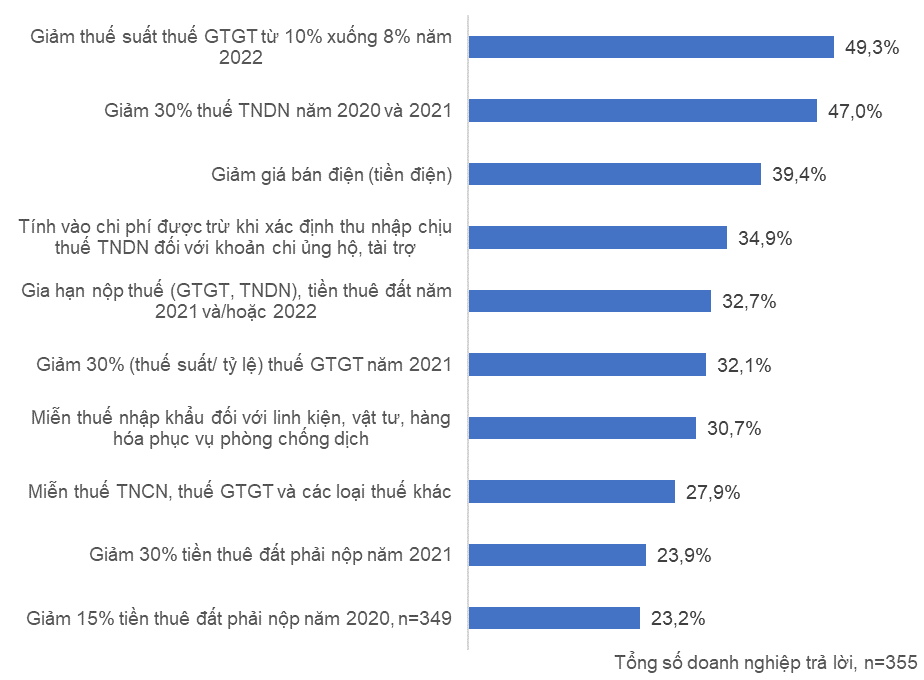 Giảm thuế suất thuế GTGT từ 10% xuống 8% năm
2022
49,3%
Giảm 30% thuế TNDN năm 2020 và 2021
47,0%
Giảm giá bán điện (tiền điện)
39,4%
Tính vào chi phí được trừ khi xác định thu nhập chịu
thuế TNDN đối với khoản chi ủng hộ, tài trợ
34,9%
Gia hạn nộp thuế (GTGT, TNDN), tiền thuê đất năm
2021 và/hoặc 2022
32,7%
Giảm 30% (thuế suất/ tỷ lệ) thuế GTGT năm 2021
32,1%
Miễn thuế nhập khẩu đối với linh kiện, vật tư, hàng
hóa phục vụ phòng chống dịch
30,7%
Miễn thuế TNCN, thuế GTGT và các loại thuế khác
27,9%
Giảm 30% tiền thuê đất phải nộp năm 2021
23,9%
Giảm 15% tiền thuê đất phải nộp năm 2020, n=349
23,2%
Tổng số doanh nghiệp trả lời, n=355